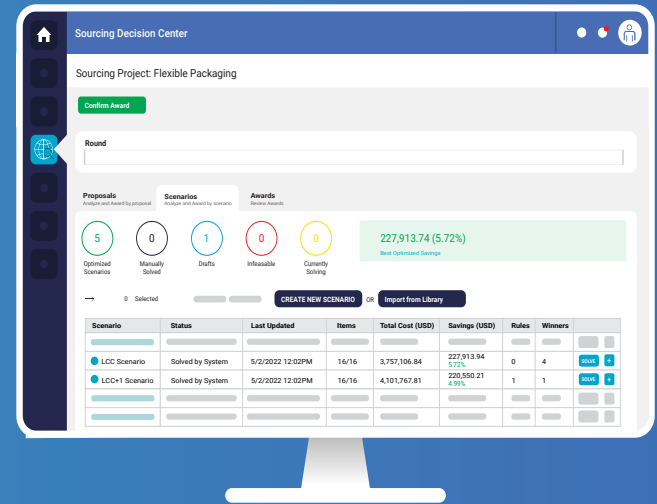 Sourcing Decision Center
Sourcing Project: Flexible Packaging
Confirm Award
Round
Proposals
Analyze and Award by proposal
Scenarios
Analyze and Award by scenario
Awards
Review Awards
5
0
1
0
0
Optimized
Scenarios
Manually
Solved
Drafts
Infeasable
Currently
Solving
227,913.74 (5.72%)
Best Optimized Savings
0 Selected
CREATE NEW SCENARIO OR Import from Library
Scenario Status Last Updated Items Total Cost (USD) Savings (USD) Rules Winners
LCC Scenario Solved by System 5/2/2022 12:02PM 16/16 3,757,106.84 227,913.94 0 4 SOLVE +
5.72%
LCC+1 Scenario Solved by System 5/2/2022 12:02PM 16/16 4,101,767.81 220,550.21 1 1 SOLVE +
4.99%